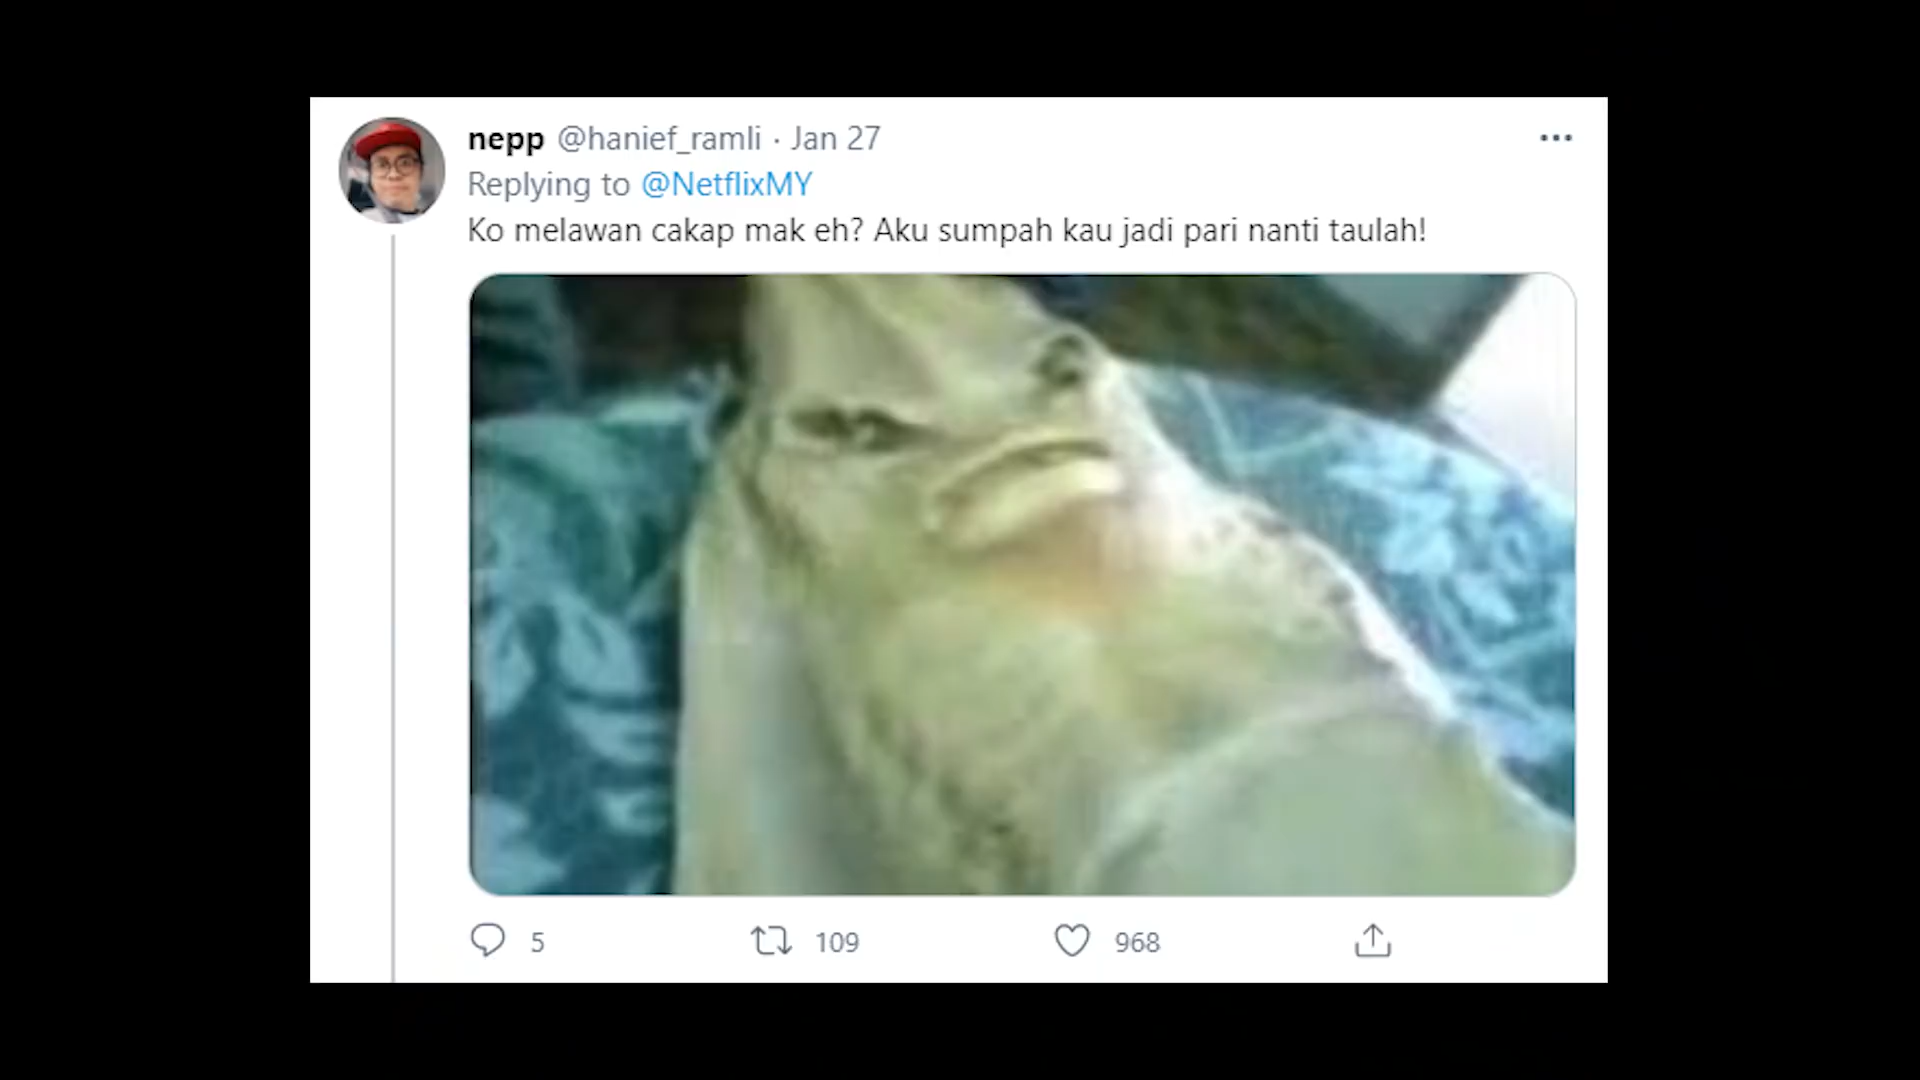 nepp @hanief_ramli · Jan 27
Replying to @NetflixMY
Ko melawan cakap mak eh? Aku sumpah kau jadi pari nanti taulah!
5 109 968